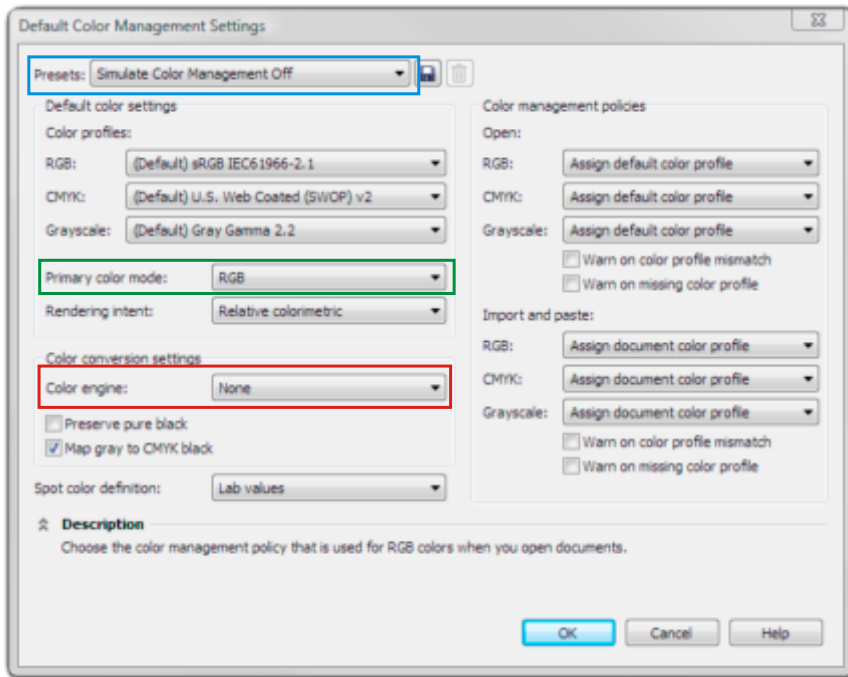 Default Color Management Settings
Presets: Simulate Color Management Off
Default color settings
Color profiles:
RGB: (Default) sRGB IEC61966-2.1
CMYK: (Default) U.S. Web Coated (SWOP) v2
Grayscale: (Default) Gray Gamma 2.2
Primary color mode: RGB
Rendering intent: Relative colorimetric
Color conversion settings
Color engine: None
Preserve pure black
Map gray to CMYK black
Spot color definition: Lab values
Color management policies
Open:
RGB: Assign default color profile
CMYK: Assign default color profile
Grayscale: Assign default color profile
Warn on color profile mismatch
Warn on missing color profile
Import and paste:
RGB: Assign document color profile
CMYK: Assign document color profile
Grayscale: Assign document color profile
Warn on color profile mismatch
Warn on missing color profile
Description
Choose the color management policy that is used for RGB colors when you open documents.
OK Cancel Help